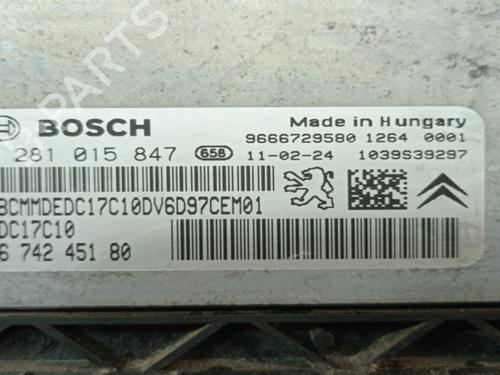 BOSCH
Made in Hungary
9666729580 1264 0001
281 015 847 658 11-02-24 1039S39297
BCMMDEDC17C10DV6D97CEM01
DC17C10
6 742 451 80